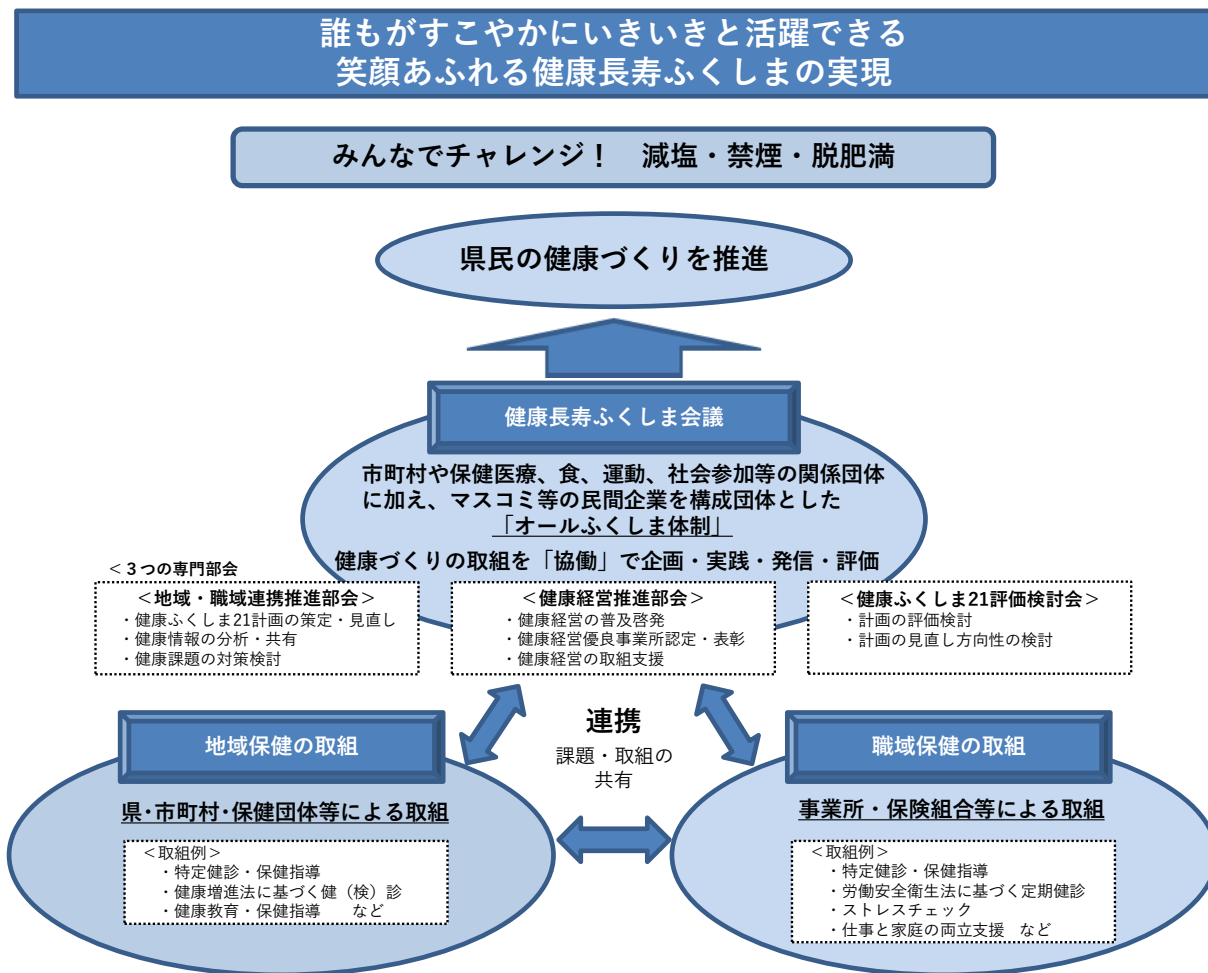 誰もがすこやかにいきいきと活躍できる
笑顔あふれる健康長寿ふくしまの実現
みんなでチャレンジ！　減塩・禁煙・脱肥満
県民の健康づくりを推進
健康長寿ふくしま会議
市町村や保健医療、食、運動、社会参加等の関係団体
に加え、マスコミ等の民間企業を構成団体とした
「オールふくしま体制」
健康づくりの取組を「協働」で企画・実践・発信・評価
＜３つの専門部会
＜地域・職域連携推進部会＞
・健康ふくしま21計画の策定・見直し
・健康情報の分析・共有
・健康課題の対策検討
＜健康経営推進部会＞
・健康経営の普及啓発
・健康経営優良事業所認定・表彰
・健康経営の取組支援
＜健康ふくしま21評価検討会＞
・計画の評価検討
・計画の見直し方向性の検討
連携
課題・取組の
共有
地域保健の取組
県・市町村・保健団体等による取組
＜取組例＞
・特定健診・保健指導
・健康増進法に基づく健（検）診
・健康教育・保健指導　　など
職域保健の取組
事業所・保険組合等による取組
＜取組例＞
・特定健診・保健指導
・労働安全衛生法に基づく定期健診
・ストレスチェック
・仕事と家庭の両立支援　など